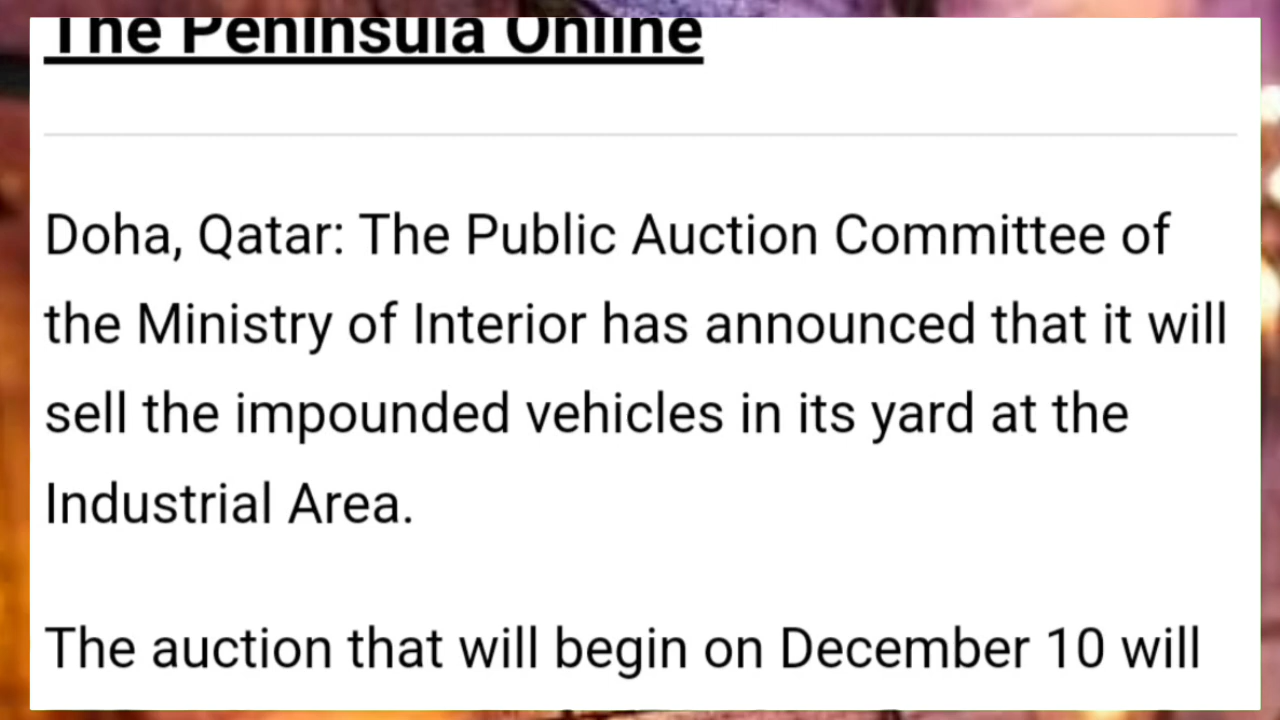 The Peninsula Online
Doha, Qatar: The Public Auction Committee of
the Ministry of Interior has announced that it will
sell the impounded vehicles in its yard at the
Industrial Area.
The auction that will begin on December 10 will